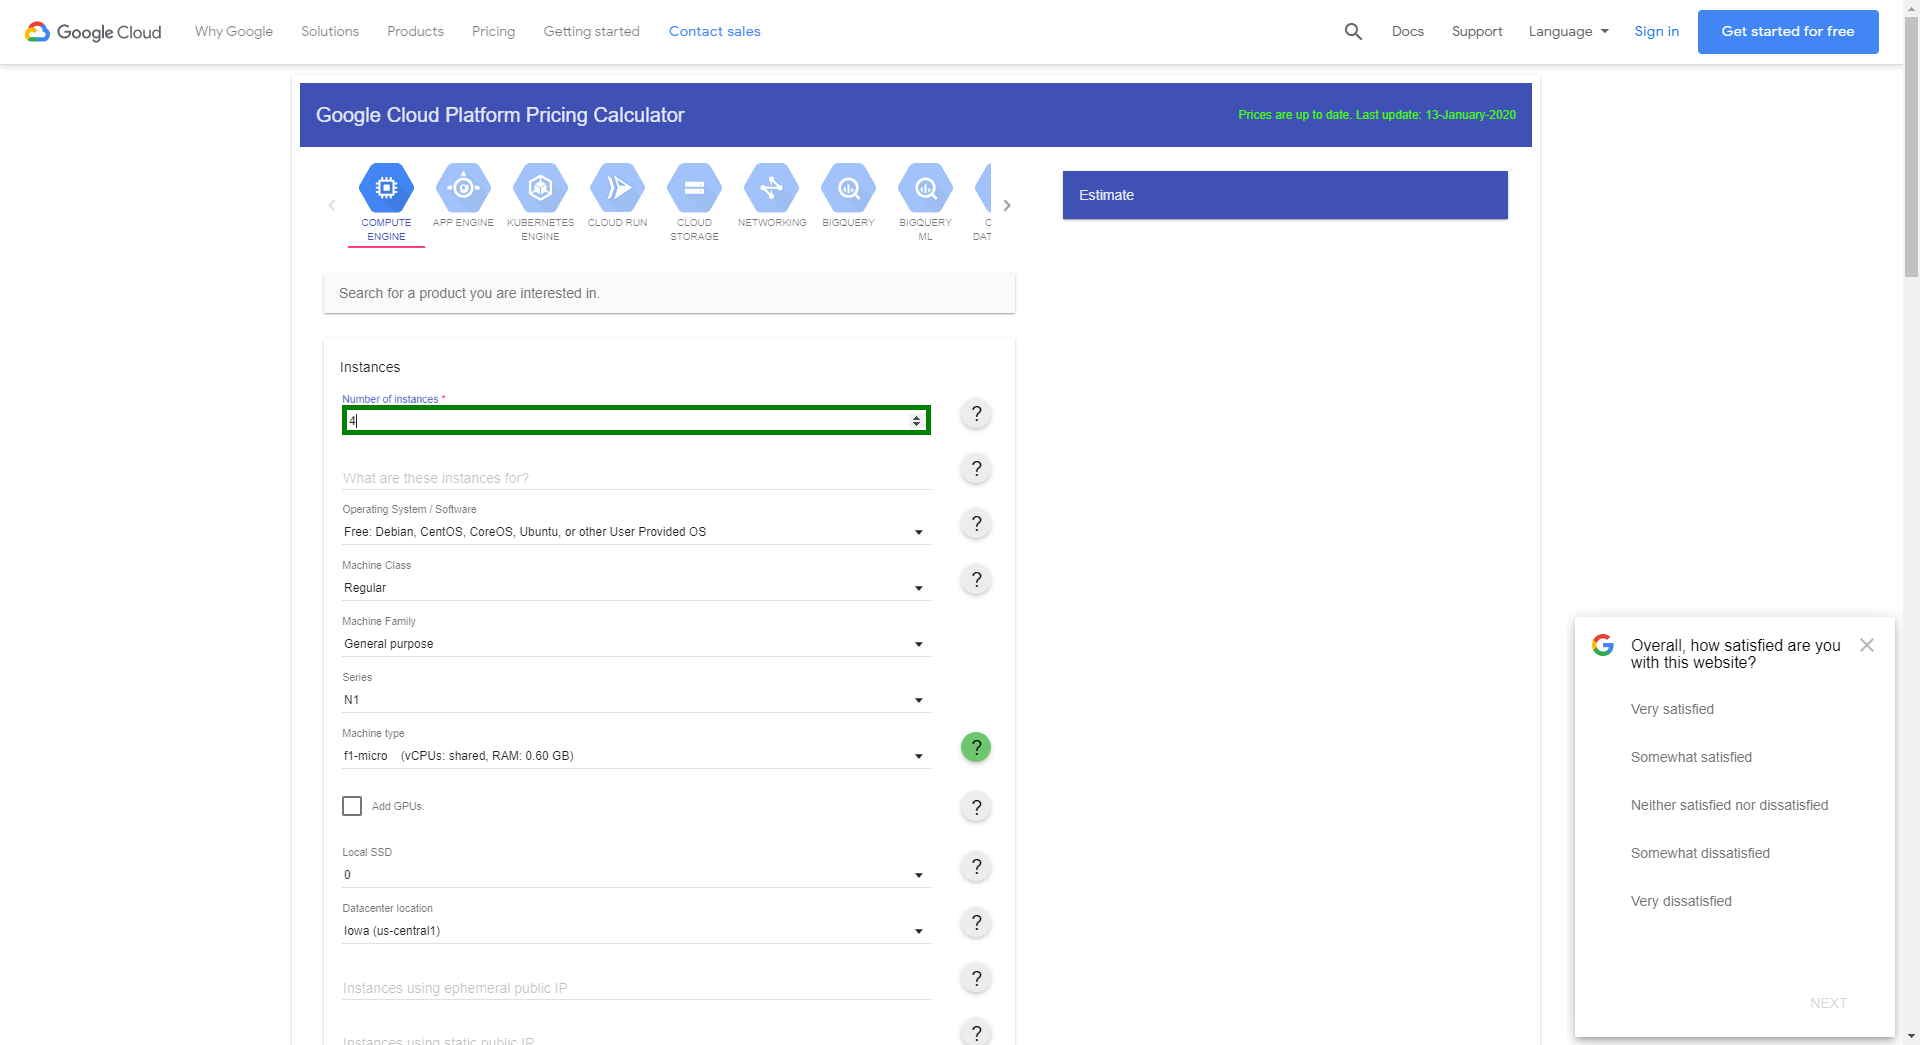 Google Cloud
Why Google
Solutions
Products
Pricing
Getting started
Contact sales
Docs
Support
Language
Sign in
Get started for free
Google Cloud Platform Pricing Calculator
Prices are up to date. Last update: 13-January-2020
COMPUTE
ENGINE
APP ENGINE
KUBERNETES
ENGINE
CLOUD RUN
CLOUD
STORAGE
NETWORKING
BIGQUERY
BIGQUERY
ML
C
DAT
Estimate
Search for a product you are interested in.
Instances
Number of instances *
4
?
What are these instances for?
?
Operating System / Software
Free: Debian, CentOS, CoreOS, Ubuntu, or other User Provided OS
?
Machine Class
Regular
?
Machine Family
General purpose
Series
N1
Machine type
f1-micro (vCPUs: shared, RAM: 0.60 GB)
?
Add GPUs.
?
Local SSD
0
?
Datacenter location
Iowa (us-central1)
?
Instances using ephemeral public IP
?
Instances using static public IP
?
Overall, how satisfied are you
with this website?
Very satisfied
Somewhat satisfied
Neither satisfied nor dissatisfied
Somewhat dissatisfied
Very dissatisfied
NEXT